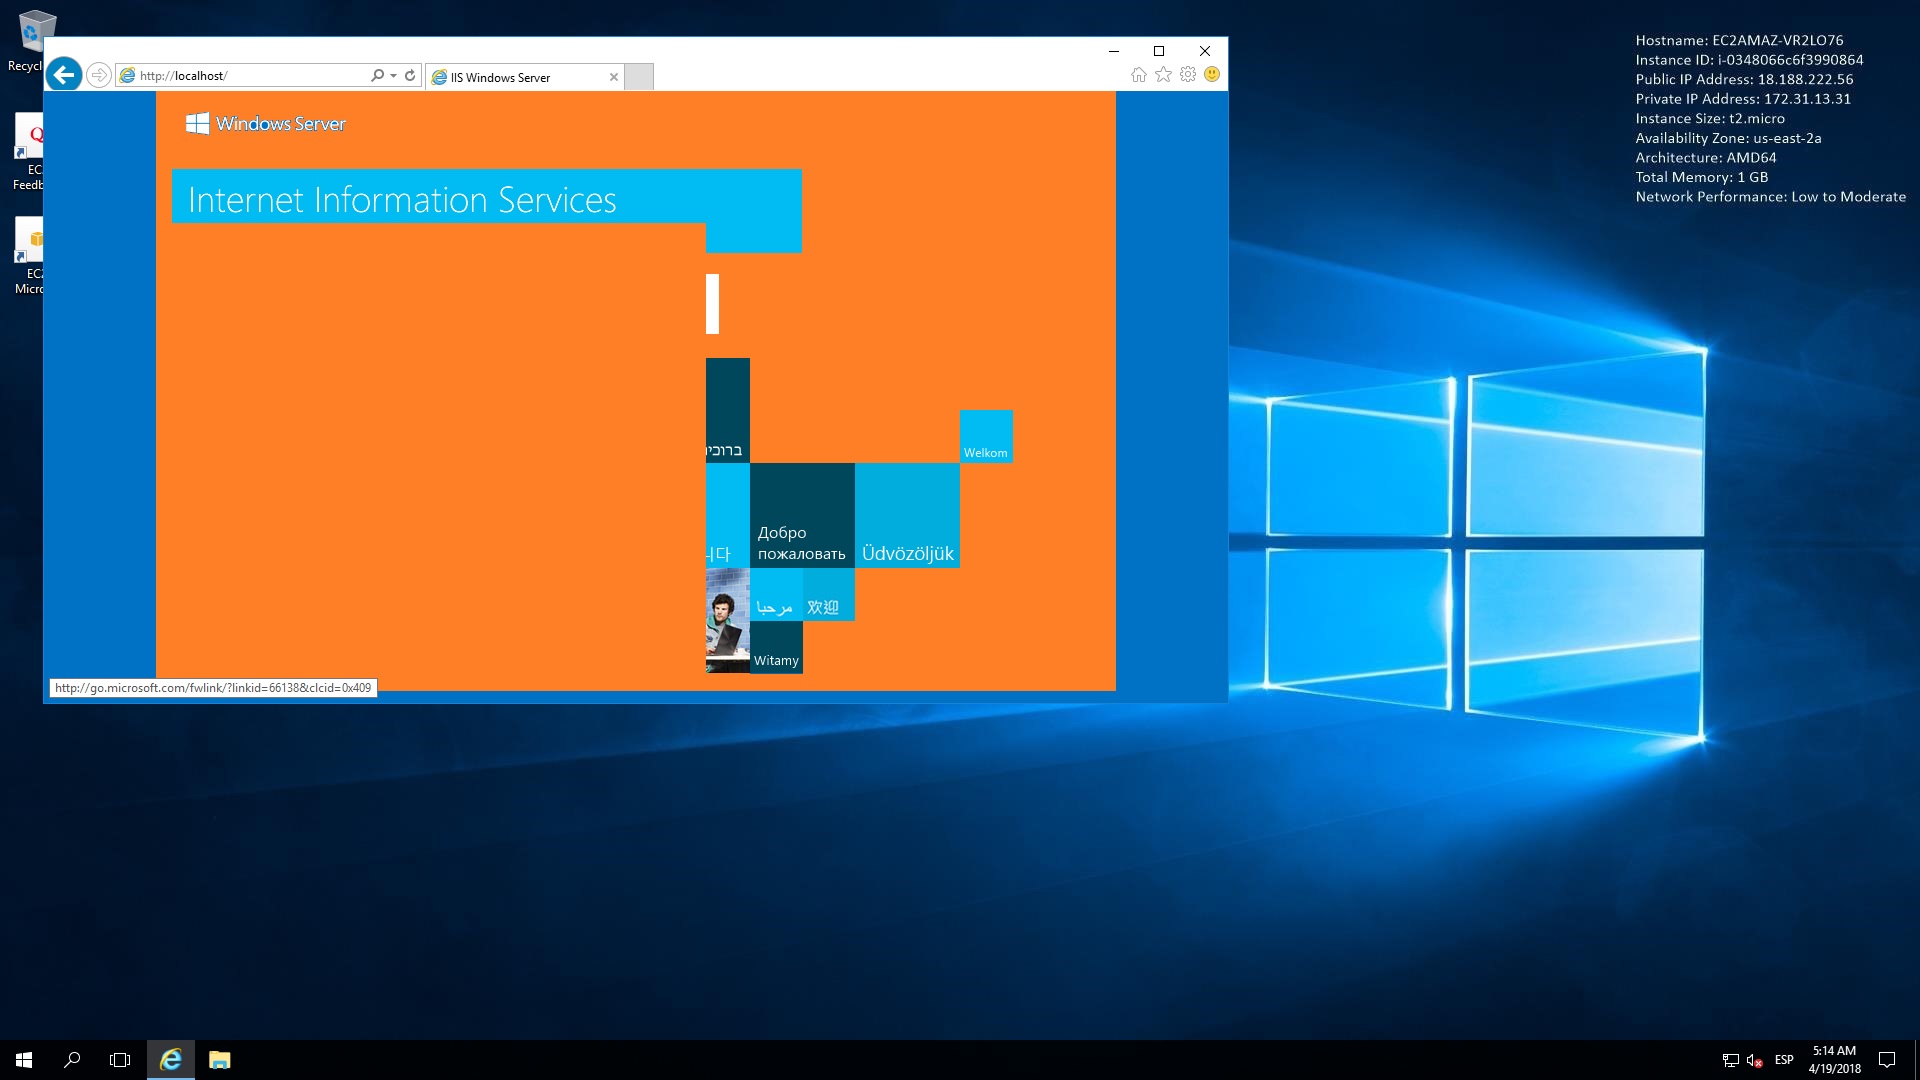 Recycl
EC
Feedb
EC
Micro
http://localhost/
IIS Windows Server
Windows Server
Internet Information Services
ברוכי
Welkom
니다
Добро
пожаловать
Üdvözöljük
مرحبا
欢迎
Witamy
http://go.microsoft.com/fwlink/?linkid=66138&clcid=0x409
Hostname: EC2AMAZ-VR2LO76
Instance ID: i-0348066c6f3990864
Public IP Address: 18.188.222.56
Private IP Address: 172.31.13.31
Instance Size: t2.micro
Availability Zone: us-east-2a
Architecture: AMD64
Total Memory: 1 GB
Network Performance: Low to Moderate
ESP
5:14 AM
4/19/2018